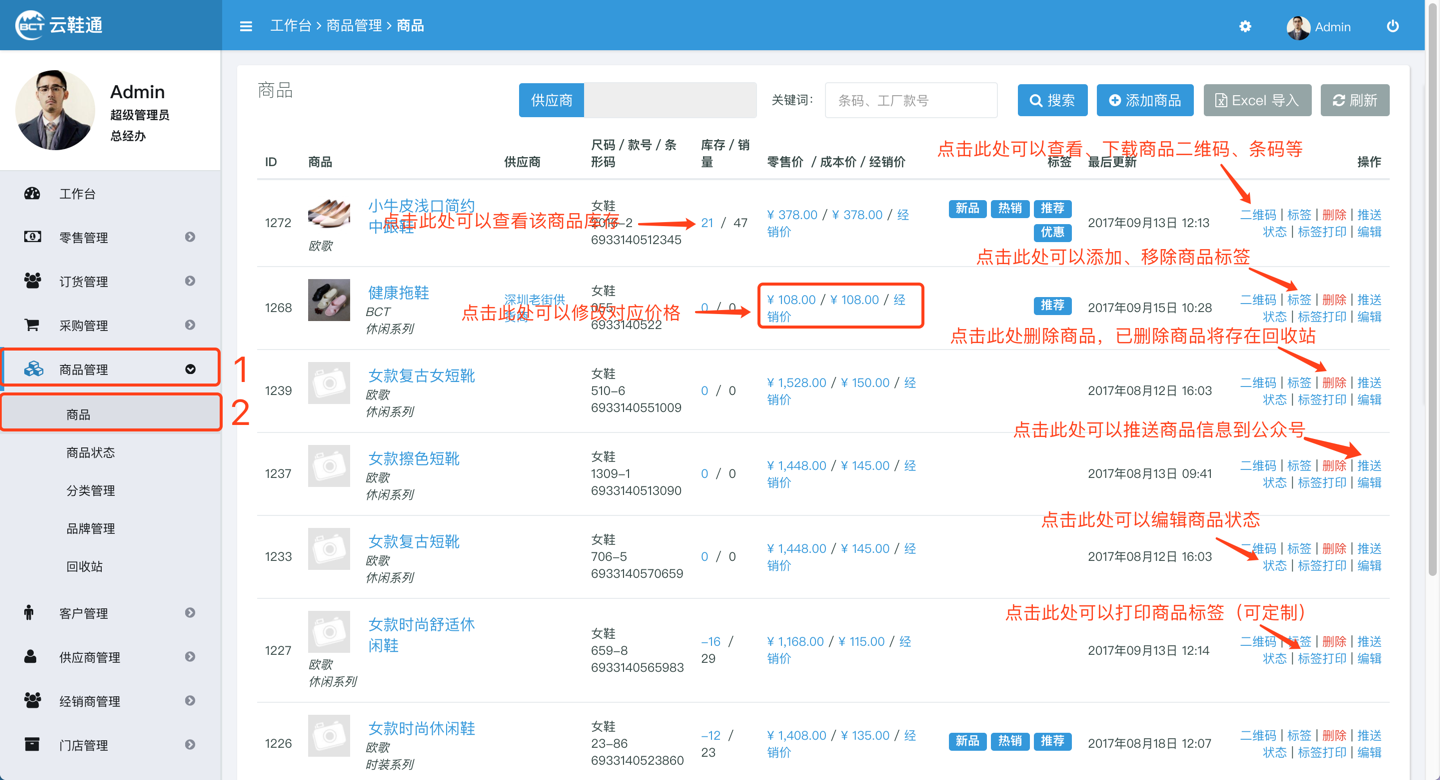 BCT 云鞋通
工作台 > 商品管理 > 商品
Admin
Admin
超级管理员
总经办
工作台
零售管理
订货管理
采购管理
商品管理
1
商品
2
商品状态
分类管理
品牌管理
回收站
客户管理
供应商管理
经销商管理
门店管理
商品
供应商
关键词:
条码、工厂款号
搜索
添加商品
Excel 导入
刷新
ID
商品
供应商
尺码 / 款号 / 条
形码
库存 / 销
量
零售价 / 成本价 / 经销价
标签
最后更新
操作
点击此处可以查看、下载商品二维码、条码等
1272
小牛皮浅口简约
中跟鞋
欧歌
点击此处可以查看该商品库存
女鞋
2016-2
6933140512345
21 / 47
¥ 378.00 / ¥ 378.00 / 经
销价
新品 热销 推荐
优惠
2017年09月13日 12:13
二维码 | 标签 | 删除 | 推送
状态 | 标签打印 | 编辑
点击此处可以添加、移除商品标签
1268
健康拖鞋
BCT
休闲系列
深圳老街供
点击此处可以修改对应价格
女鞋
055
6933140522
0 / 0
¥ 108.00 / ¥ 108.00 / 经
销价
推荐
2017年09月15日 10:28
二维码 | 标签 | 删除 | 推送
状态 | 标签打印 | 编辑
点击此处删除商品，已删除商品将存在回收站
1239
女款复古女短靴
欧歌
休闲系列
女鞋
510-6
6933140551009
0 / 0
¥ 1,528.00 / ¥ 150.00 / 经
销价
2017年08月12日 16:03
二维码 | 标签 | 删除 | 推送
状态 | 标签打印 | 编辑
点击此处可以推送商品信息到公众号
1237
女款擦色短靴
欧歌
休闲系列
女鞋
1309-1
6933140513090
0 / 0
¥ 1,448.00 / ¥ 145.00 / 经
销价
2017年08月13日 09:41
二维码 | 标签 | 删除 | 推送
状态 | 标签打印 | 编辑
点击此处可以编辑商品状态
1233
女款复古短靴
欧歌
休闲系列
女鞋
706-5
6933140570659
0 / 0
¥ 1,448.00 / ¥ 145.00 / 经
销价
2017年08月12日 16:03
二维码 | 标签 | 删除 | 推送
状态 | 标签打印 | 编辑
点击此处可以打印商品标签（可定制）
1227
女款时尚舒适休
闲鞋
欧歌
休闲系列
女鞋
659-8
6933140565983
-16 /
29
¥ 1,168.00 / ¥ 115.00 / 经
销价
2017年09月13日 12:14
二维码 | 标签 | 删除 | 推送
状态 | 标签打印 | 编辑
1226
女款时尚休闲鞋
欧歌
时装系列
女鞋
23-86
6933140523860
-12 /
23
¥ 1,408.00 / ¥ 135.00 / 经
销价
新品 热销 推荐
2017年08月18日 12:07
二维码 | 标签 | 删除 | 推送
状态 | 标签打印 | 编辑